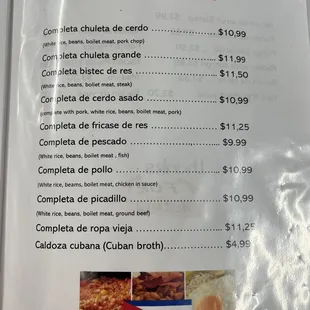 Completa chuleta de cerdo ............... $10,99
(White rice, beans, boilet meat, pork chop)
Completa chuleta grande ................. $11,99
Completa bistec de res ................... $11,50
(White rice, beans, boilet meat, steak)
Completa de cerdo asado ................. $10,99
(complete with pork, white rice, beans, boilet meat, pork)
Completa de fricase de res ............... $11,25
Completa de pescado ..................... $9.99
(White rice, beans, boilet meat , fish)
Completa de pollo ........................ $10,99
(White rice, beans, boilet meat, chicken in sauce)
Completa de picadillo .................... $10,99
(White rice, beans, boilet meat, ground beef)
Completa de ropa vieja ................... $11,25
Caldoza cubana (Cuban broth)............... $4,99